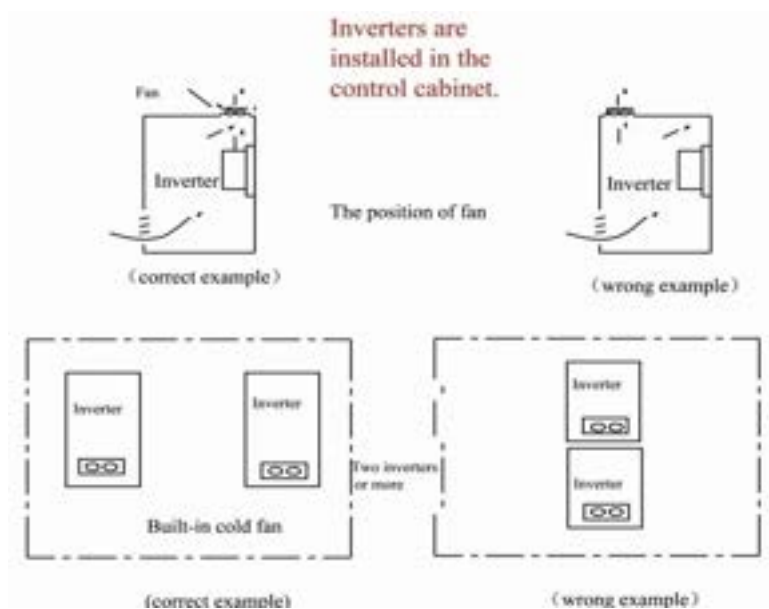 Inverters are
installed in the
control cabinet.
Fan
Inverter
Inverter
The position of fan
（correct example）
（wrong example）
Inverter
Inverter
Inverter
Two inverters
or more
Inverter
Built-in cold fan
(correct example)
（wrong example）